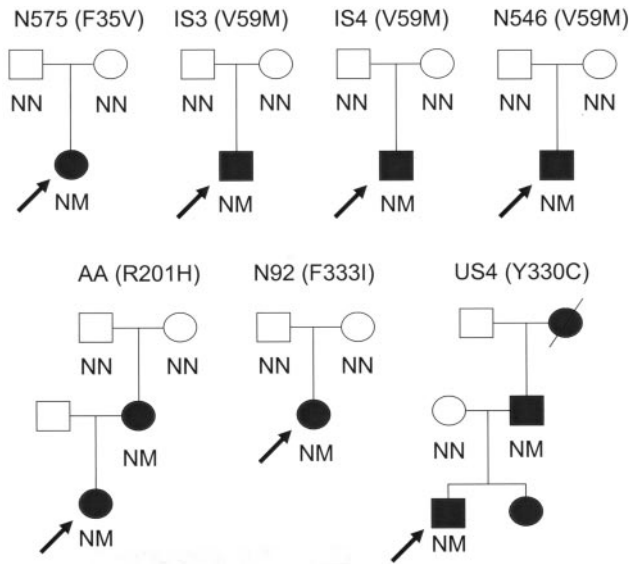 N575 (F35V) IS3 (V59M) IS4 (V59M) N546 (V59M)
NN NN NN NN NN NN NN NN
NM NM NM NM
AA (R201H) N92 (F333I) US4 (Y330C)
NN NN NN NN
NM NM NN NM
NM NM